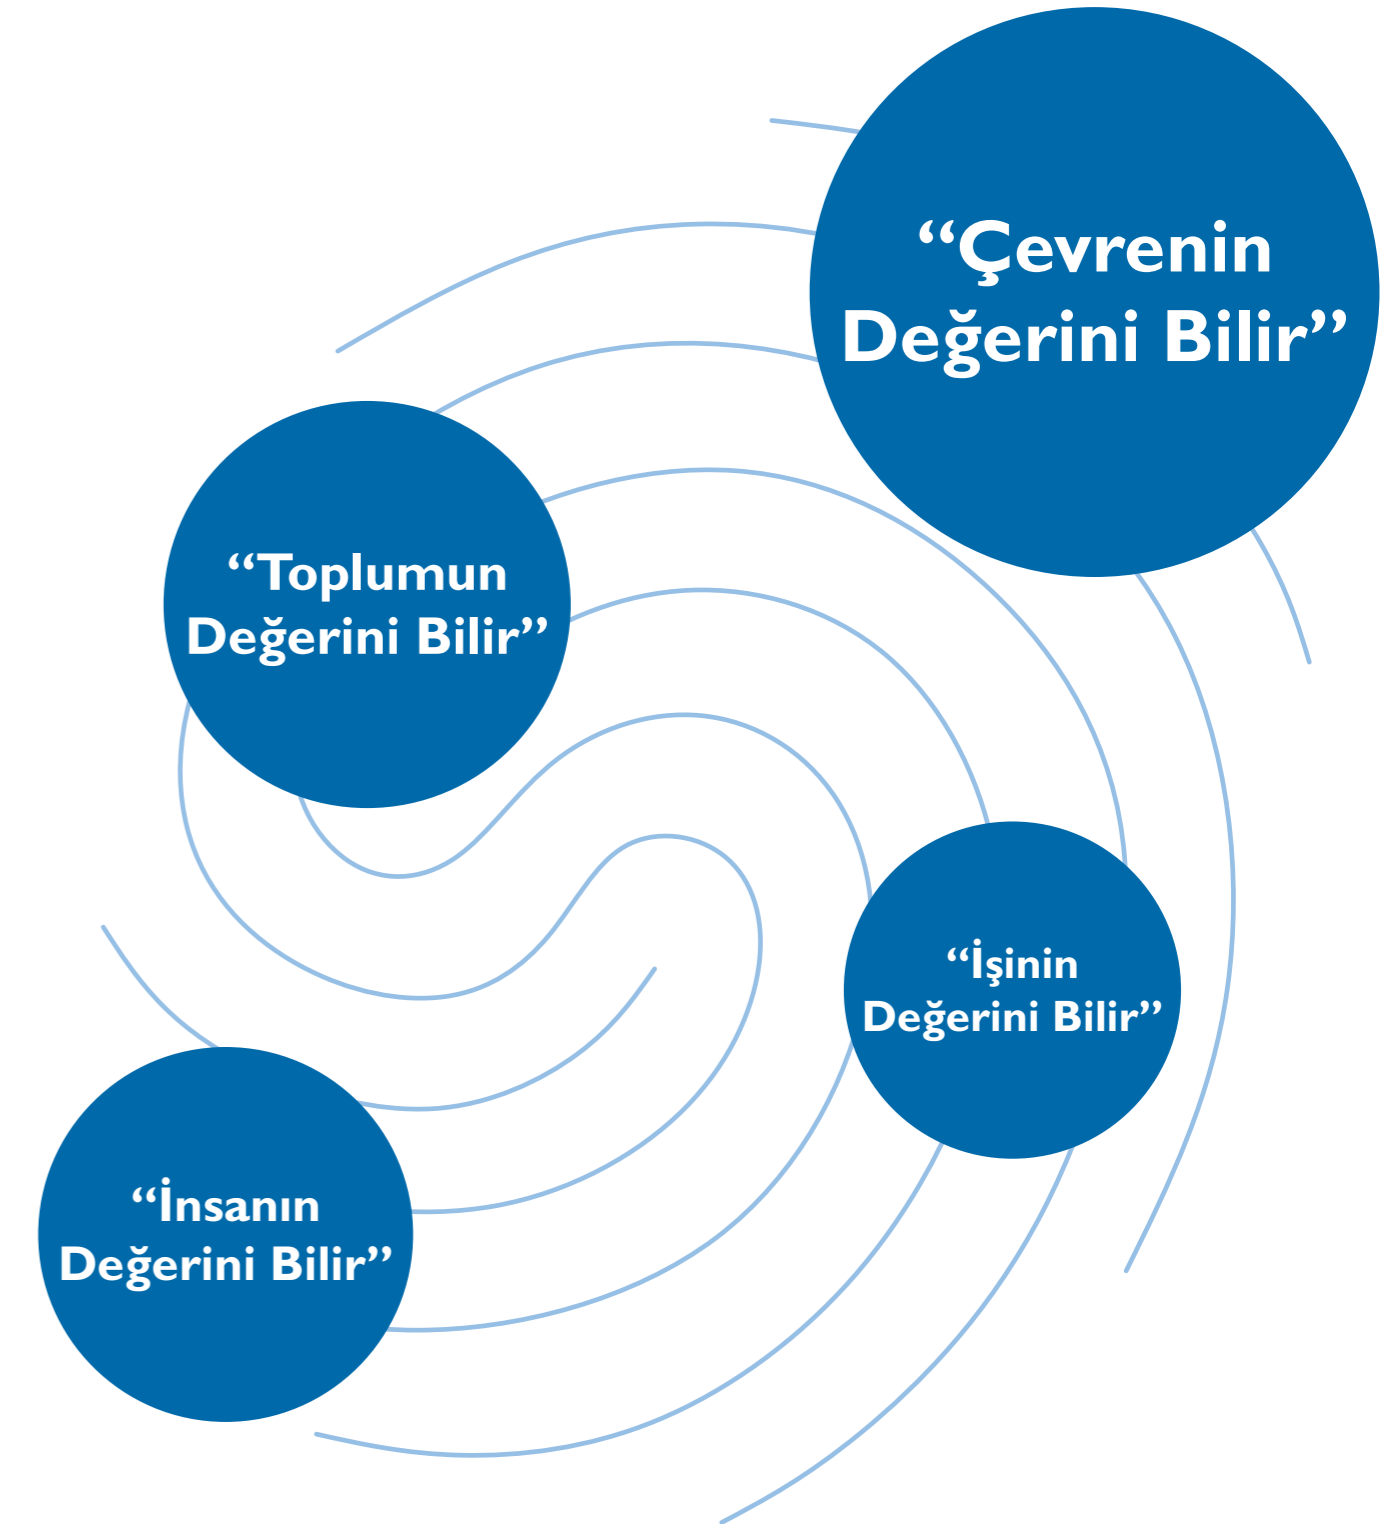 “Çevrenin
Değerini Bilir”
“Toplumun
Değerini Bilir”
“İşinin
Değerini Bilir”
“İnsanın
Değerini Bilir”